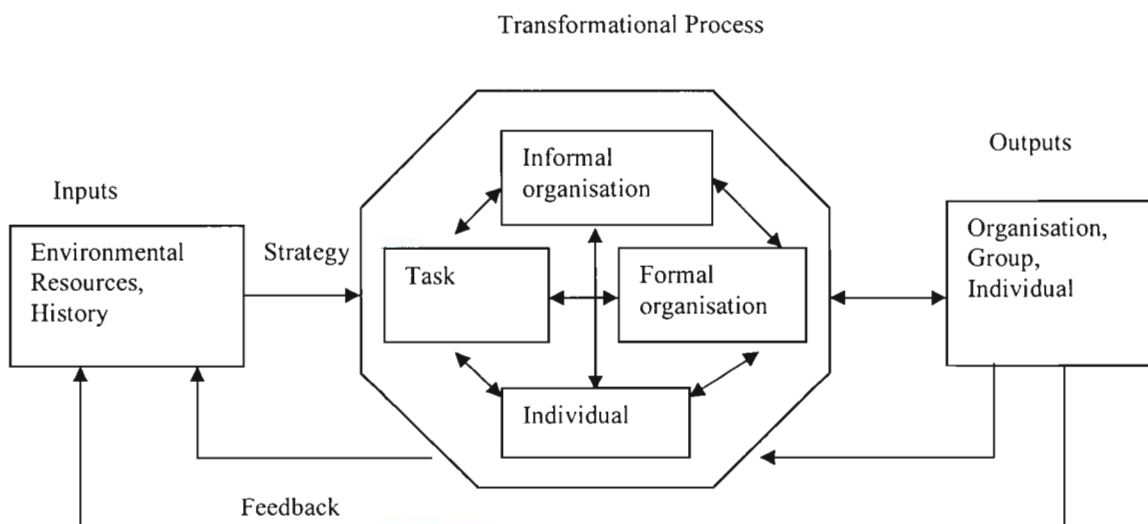 Transformational Process
Inputs
Environmental
Resources,
History
Strategy
Informal
organisation
Task
Formal
organisation
Individual
Outputs
Organisation,
Group,
Individual
Feedback